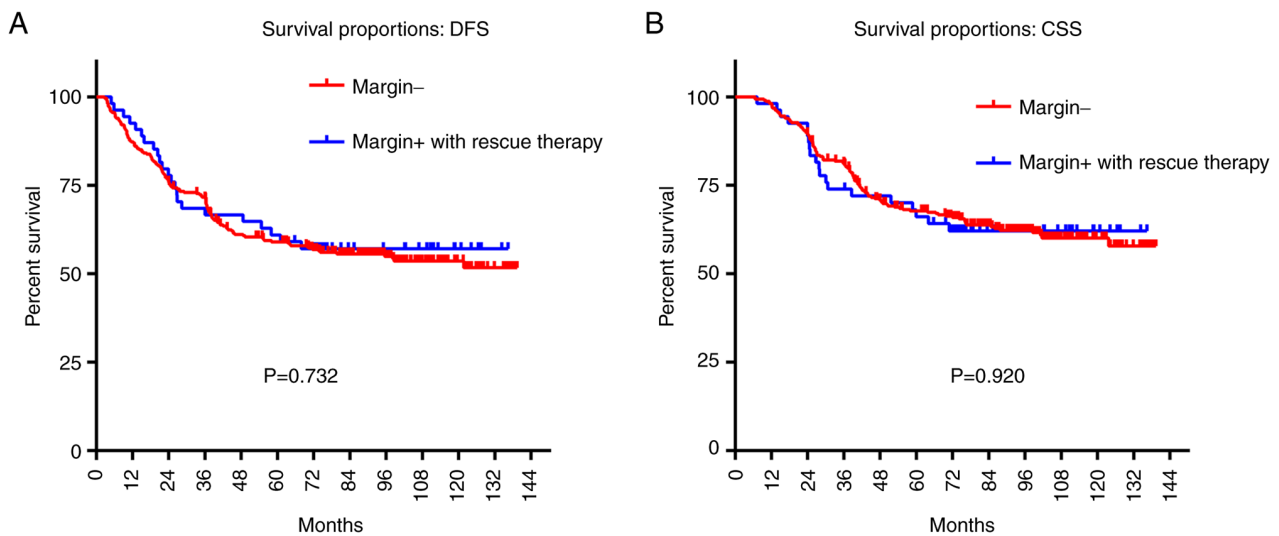 A
Survival proportions: DFS
Margin–
Margin+ with rescue therapy
Percent survival
100
75
50
25
0
P=0.732
0 12 24 36 48 60 72 84 96 108 120 132 144
Months
B
Survival proportions: CSS
Margin–
Margin+ with rescue therapy
Percent survival
100
75
50
25
0
P=0.920
0 12 24 36 48 60 72 84 96 108 120 132 144
Months